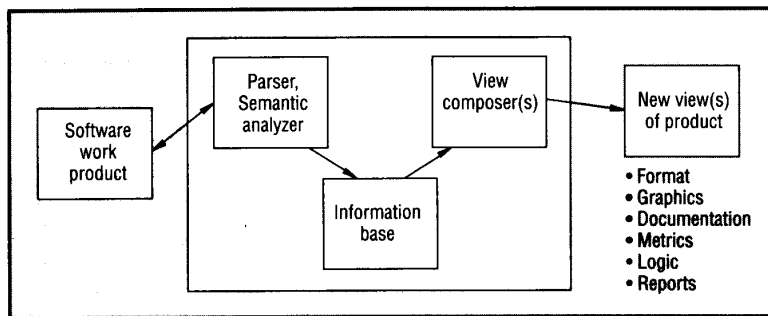 Software
work
product
Parser,
Semantic
analyzer
Information
base
View
composer(s)
New view(s)
of product
• Format
• Graphics
• Documentation
• Metrics
• Logic
• Reports